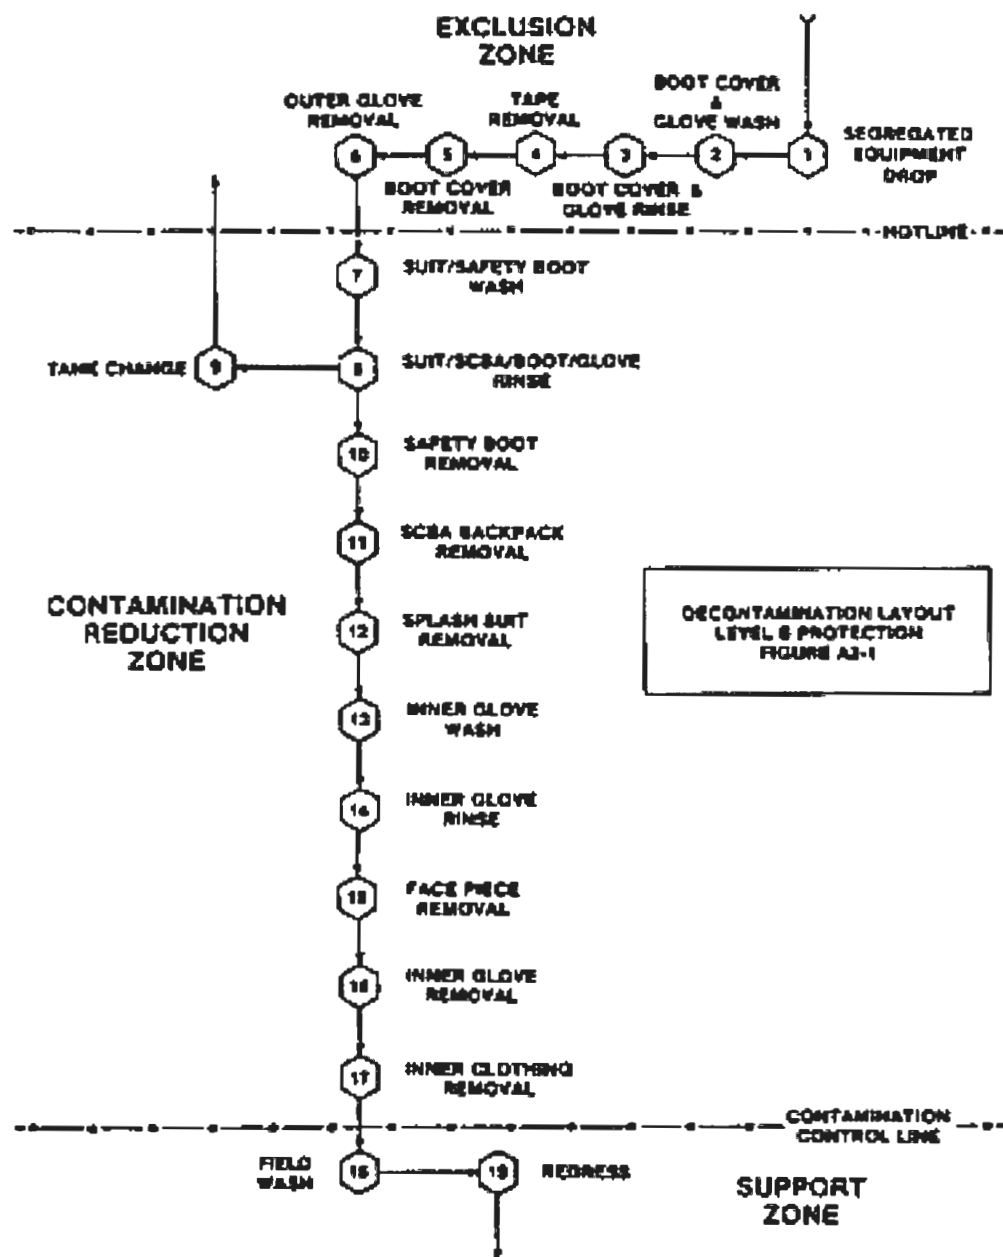 EXCLUSION
ZONE
BOOT COVER
&
GLOVE WASH
TAPE
REMOVAL
OUTER GLOVE
REMOVAL
6
5
4
3
2
1
SEGREGATED
EQUIPMENT
DROP
BOOT COVER
REMOVAL
BOOT COVER &
GLOVE RINSE
HOTLINE
7
SUIT/SAFETY BOOT
WASH
TANK CHANGE
9
8
SUIT/SCBA/BOOT/GLOVE
RINSE
10
SAFETY BOOT
REMOVAL
11
SCBA BACKPACK
REMOVAL
CONTAMINATION
REDUCTION
ZONE
12
SPLASH SUIT
REMOVAL
DECONTAMINATION LAYOUT
LEVEL B PROTECTION
FIGURE
13
INNER GLOVE
WASH
14
INNER GLOVE
RINSE
15
FACE PIECE
REMOVAL
16
INNER GLOVE
REMOVAL
17
INNER CLOTHING
REMOVAL
CONTAMINATION
CONTROL LINE
FIELD
WASH
18
19
REDRESS
SUPPORT
ZONE